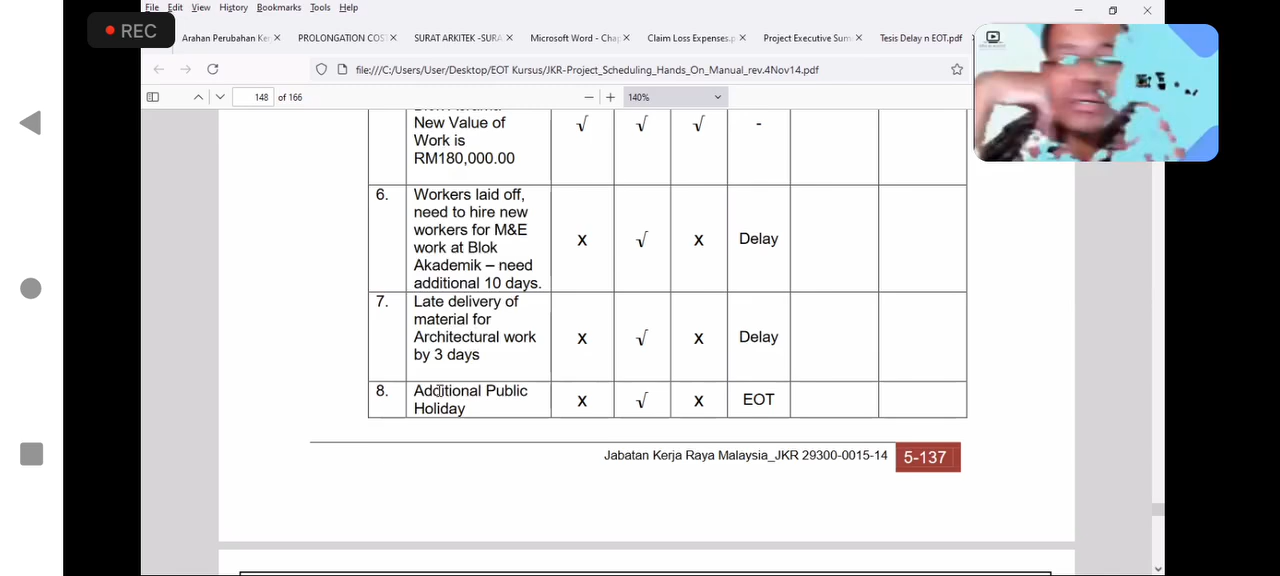 File Edit View History Bookmarks Tools Help
REC
Arahan Perubahan Ke
PROLONGATION COS
SURAT ARKITEK -SURA
Microsoft Word - Chap
Claim Loss Expenses.p
Project Executive Sum
Tesis Delay n EOT.pdf
file:///C:/Users/User/Desktop/EOT Kursus/JKR-Project_Scheduling_Hands_On_Manual_rev.4Nov14.pdf
148 of 166
140%
New Value of
Work is
RM180,000.00
√ √ √ -
6. Workers laid off,
need to hire new
workers for M&E
work at Blok
Akademik – need
additional 10 days.
x √ x Delay
7. Late delivery of
material for
Architectural work
by 3 days
x √ x Delay
8. Additional Public
Holiday
x √ x EOT
Jabatan Kerja Raya Malaysia_JKR 29300-0015-14 5-137